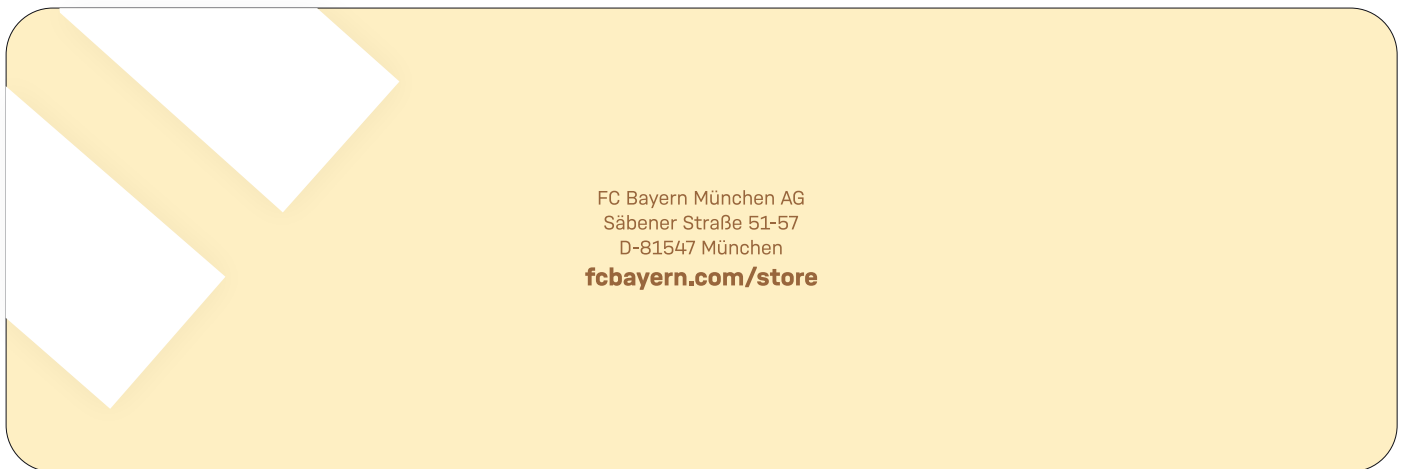 FC Bayern München AG
Säbener Straße 51-57
D-81547 München
fcbayern.com/store